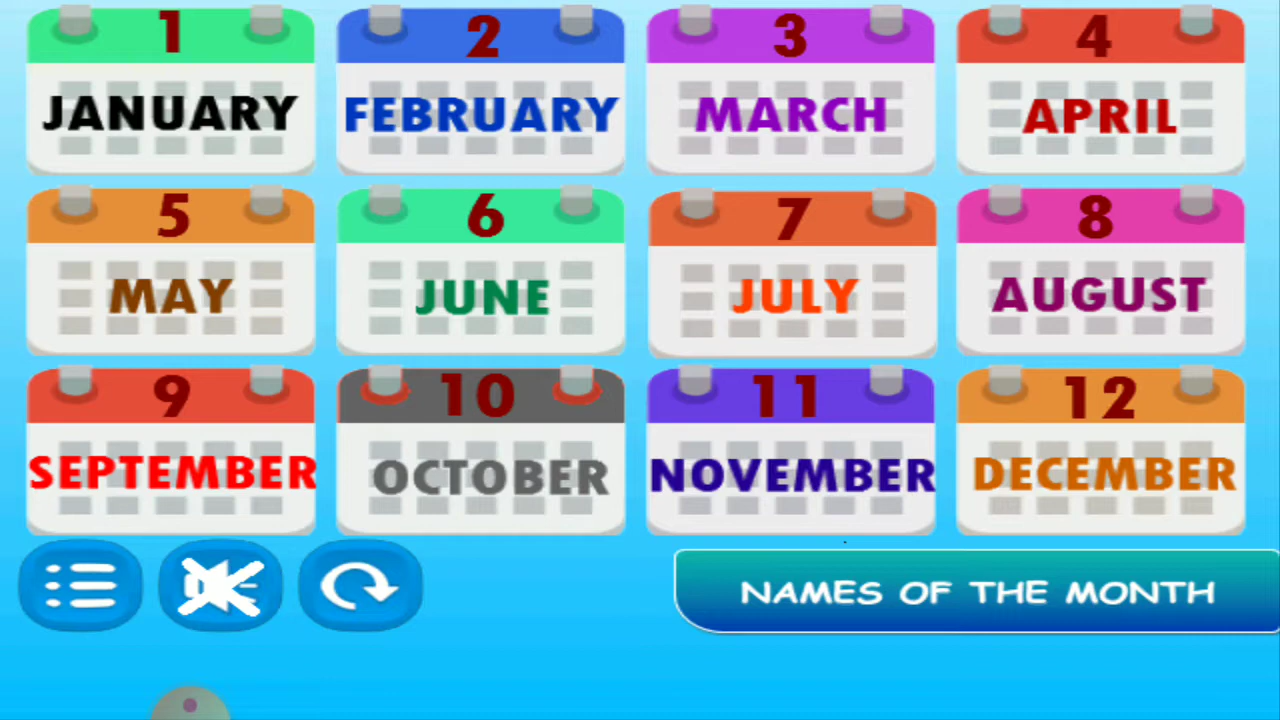 1
2
3
4
JANUARY
FEBRUARY
MARCH
APRIL
5
6
7
8
MAY
JUNE
JULY
AUGUST
9
10
11
12
SEPTEMBER
OCTOBER
NOVEMBER
DECEMBER
NAMES OF THE MONTH